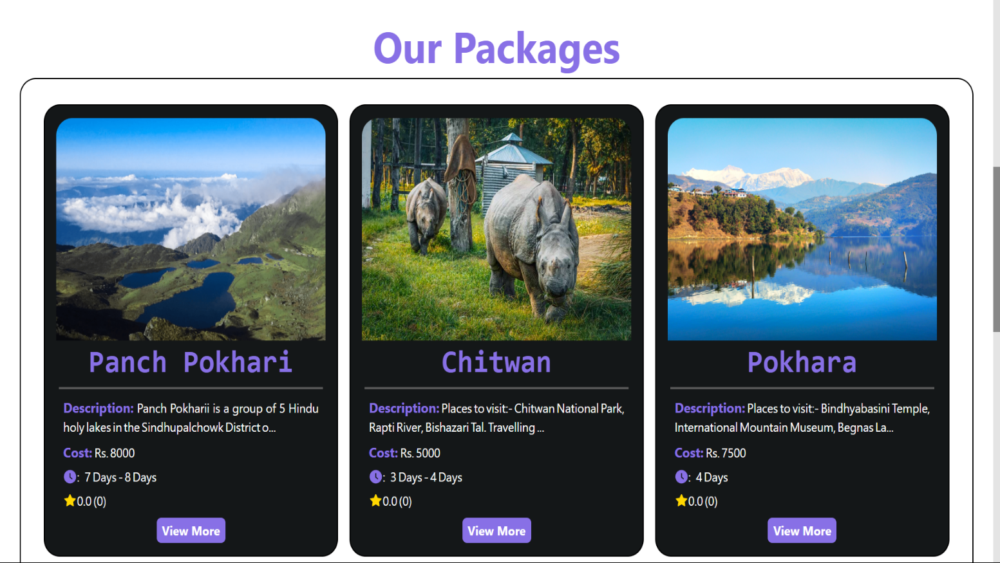 Our Packages
Panch Pokhari
Description: Panch Pokharii is a group of 5 Hindu
holy lakes in the Sindhupalchowk District o...
Cost: Rs. 8000
: 7 Days - 8 Days
0.0 (0)
View More
Chitwan
Description: Places to visit:- Chitwan National Park,
Rapti River, Bishazari Tal. Travelling ...
Cost: Rs. 5000
: 3 Days - 4 Days
0.0 (0)
View More
Pokhara
Description: Places to visit:- Bindhyabasini Temple,
International Mountain Museum, Begnas La...
Cost: Rs. 7500
: 4 Days
0.0 (0)
View More